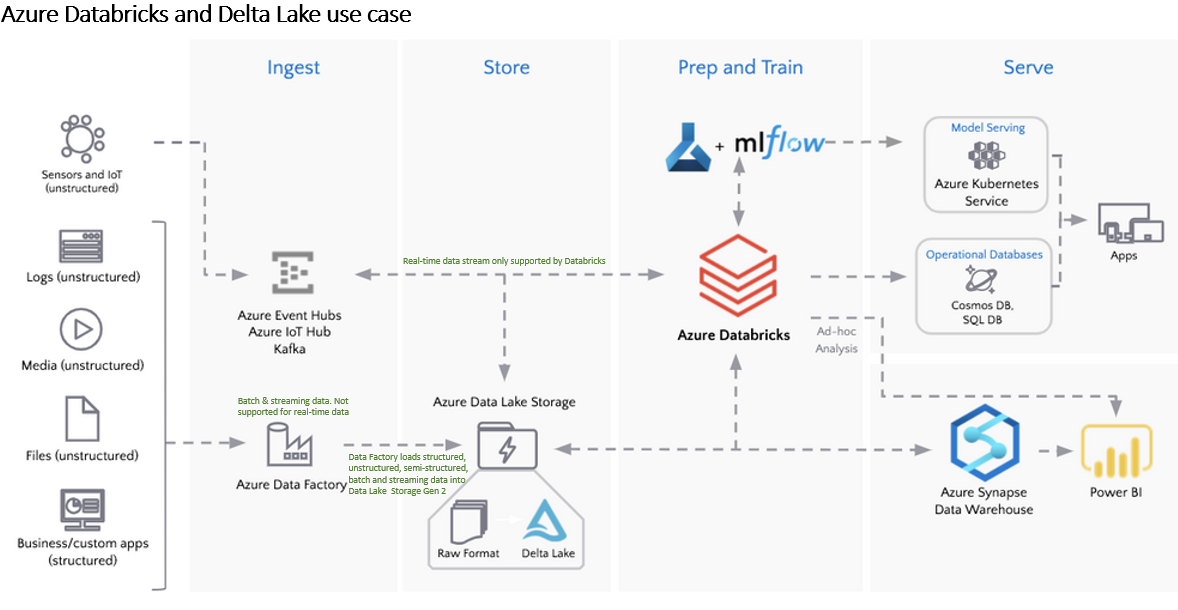 Azure Databricks and Delta Lake use case
Ingest
Store
Prep and Train
Serve
Sensors and IoT
(unstructured)
Logs (unstructured)
Media (unstructured)
Files (unstructured)
Business/custom apps
(structured)
Azure Event Hubs
Azure IoT Hub
Kafka
Batch & streaming data. Not
supported for real-time data
Azure Data Factory
Real-time data stream only supported by Databricks
Data Factory loads structured,
unstructured, semi-structured,
batch and streaming data into
Data Lake Storage Gen 2
Azure Data Lake Storage
Raw Format
Delta Lake
+ mlflow
Azure Databricks
Ad-hoc
Analysis
Model Serving
Azure Kubernetes
Service
Operational Databases
Cosmos DB,
SQL DB
Apps
Azure Synapse
Data Warehouse
Power BI